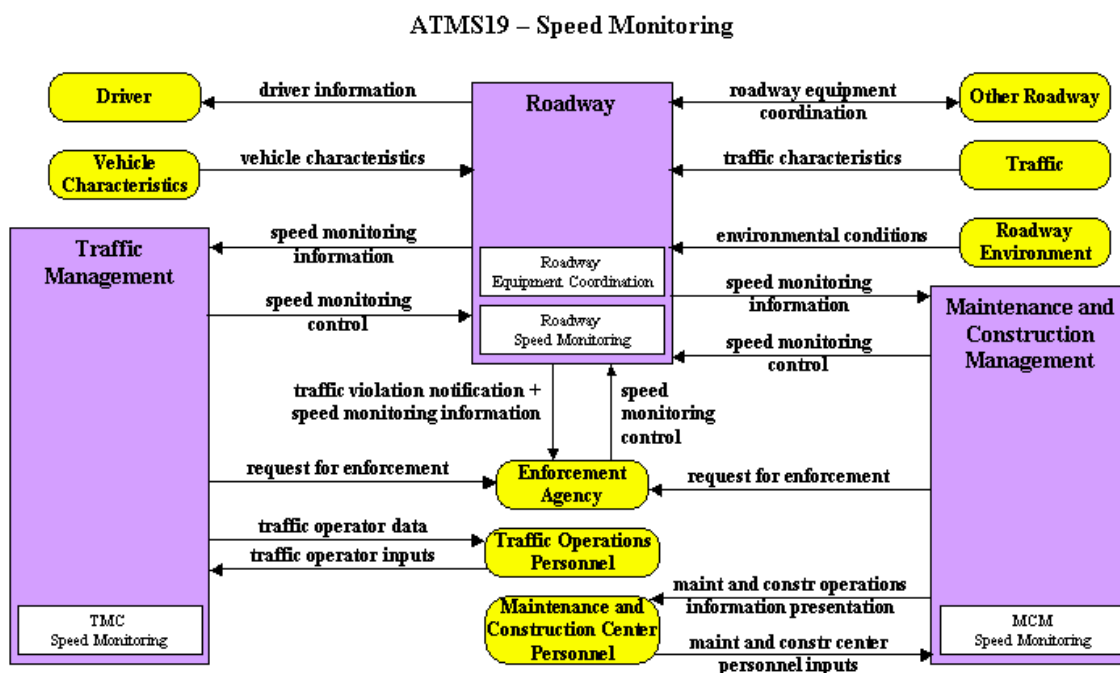 ATMS19 – Speed Monitoring
Driver
driver information
Roadway
roadway equipment
coordination
Other Roadway
Vehicle
Characteristics
vehicle characteristics
traffic characteristics
Traffic
Traffic
Management
speed monitoring
information
environmental conditions
Roadway
Environment
Roadway
Equipment Coordination
speed monitoring
control
Roadway
Speed Monitoring
speed monitoring
information
Maintenance and
Construction
Management
speed monitoring
control
traffic violation notification +
speed monitoring information
speed
monitoring
control
request for enforcement
Enforcement
Agency
request for enforcement
traffic operator data
traffic operator inputs
Traffic Operations
Personnel
maint and constr operations
information presentation
Maintenance and
Construction Center
Personnel
maint and constr center
personnel inputs
TMC
Speed Monitoring
MCM
Speed Monitoring